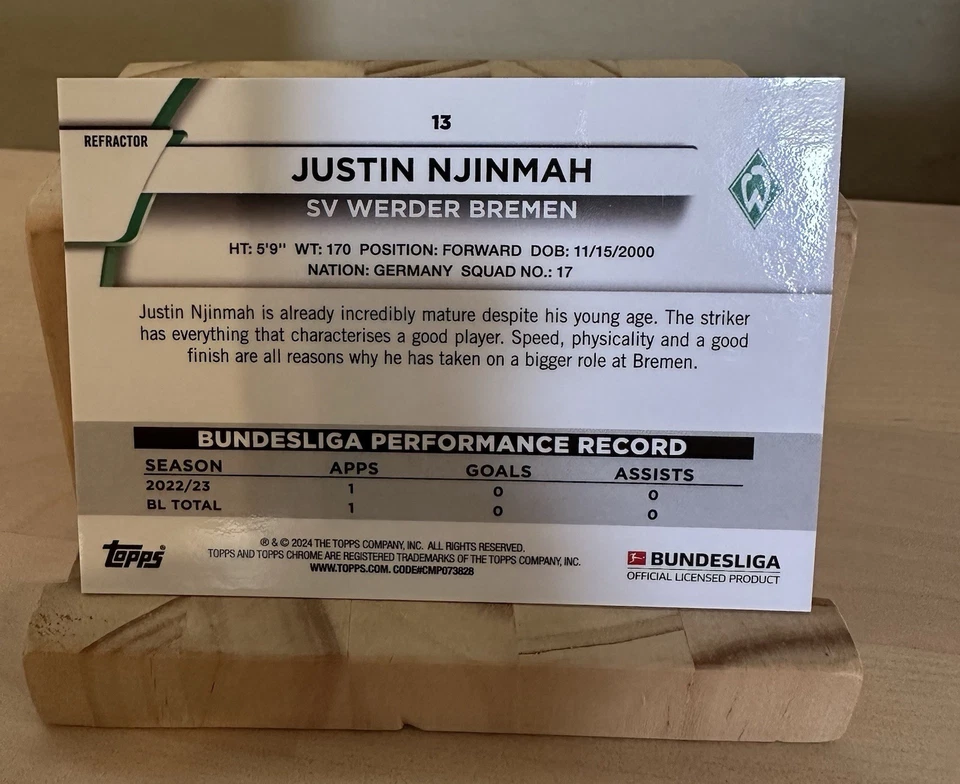 13
REFRACTOR
JUSTIN NJINMAH
W
SV WERDER BREMEN
HT: 5'9" WT: 170 POSITION: FORWARD DOB: 11/15/2000
NATION: GERMANY SQUAD NO.: 17
Justin Njinmah is already incredibly mature despite his young age. The striker
has everything that characterises a good player. Speed, physicality and a good
finish are all reasons why he has taken on a bigger role at Bremen.
BUNDESLIGA PERFORMANCE RECORD
SEASON APPS GOALS ASSISTS
2022/23 1 0 0
BL TOTAL 1 0 0
topps®
® & © 2024 THE TOPPS COMPANY, INC. ALL RIGHTS RESERVED.
TOPPS AND TOPPS CHROME ARE REGISTERED TRADEMARKS OF THE TOPPS COMPANY, INC.
WWW.TOPPS.COM. CODE#CMP073828
BUNDESLIGA
OFFICIAL LICENSED PRODUCT